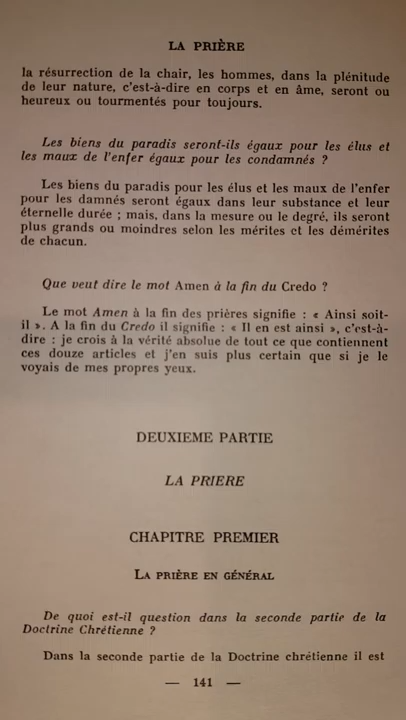 LA PRIÈRE
la résurrection de la chair, les hommes, dans la plénitude
de leur nature, c'est-à-dire en corps et en âme, seront ou
heureux ou tourmentés pour toujours.
Les biens du paradis seront-ils égaux pour les élus et
les maux de l'enfer égaux pour les condamnés ?
Les biens du paradis pour les élus et les maux de l'enfer
pour les damnés seront égaux dans leur substance et leur
éternelle durée ; mais, dans la mesure ou le degré, ils seront
plus grands ou moindres selon les mérites et les démérites
de chacun.
Que veut dire le mot Amen à la fin du Credo ?
Le mot Amen à la fin des prières signifie : « Ainsi soit-
il ». A la fin du Credo il signifie : « Il en est ainsi », c'est-à-
dire : je crois à la vérité absolue de tout ce que contiennent
ces douze articles et j'en suis plus certain que si je le
voyais de mes propres yeux.
DEUXIEME PARTIE
LA PRIERE
CHAPITRE PREMIER
LA PRIÈRE EN GÉNÉRAL
De quoi est-il question dans la seconde partie de la
Doctrine Chrétienne ?
Dans la seconde partie de la Doctrine chrétienne il est
— 141 —